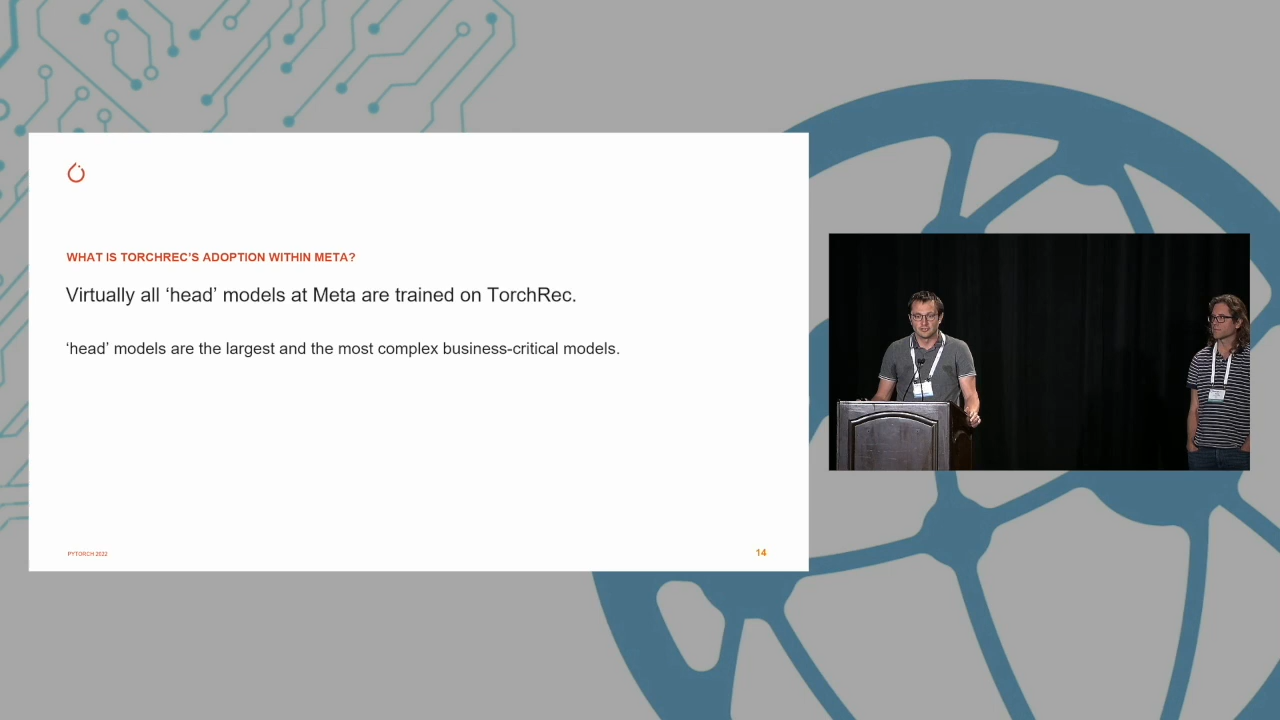 WHAT IS TORCHREC'S ADOPTION WITHIN META?
Virtually all ‘head’ models at Meta are trained on TorchRec.
‘head’ models are the largest and the most complex business-critical models.
PYTORCH 2022
14